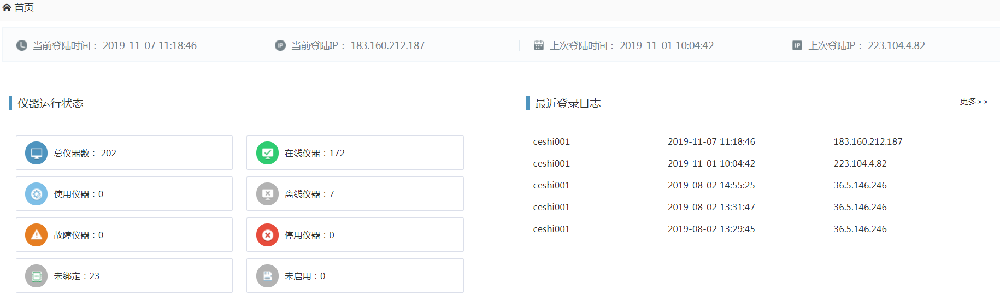 首页
当前登陆时间： 2019-11-07 11:18:46
当前登陆IP： 183.160.212.187
上次登陆时间： 2019-11-01 10:04:42
上次登陆IP： 223.104.4.82
仪器运行状态
总仪器数： 202
在线仪器：172
使用仪器：0
离线仪器：7
故障仪器：0
停用仪器：0
未绑定：23
未启用：0
最近登录日志
更多>>
ceshi001 2019-11-07 11:18:46 183.160.212.187
ceshi001 2019-11-01 10:04:42 223.104.4.82
ceshi001 2019-08-02 14:55:25 36.5.146.246
ceshi001 2019-08-02 13:31:47 36.5.146.246
ceshi001 2019-08-02 13:29:45 36.5.146.246